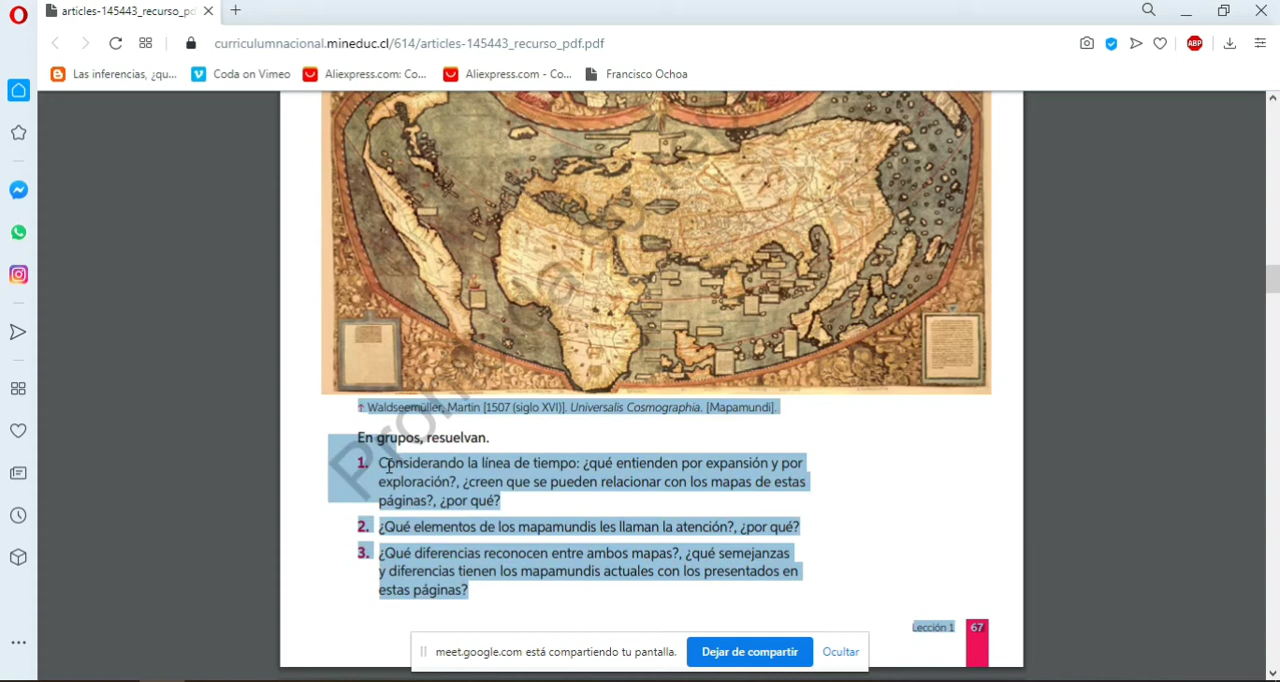 articles-145443_recurso_pd
curriculumnacional.mineduc.cl/614/articles-145443_recurso_pdf.pdf
ABP
Las inferencias, ¿qu...
Coda on Vimeo
Aliexpress.com: Co...
Aliexpress.com - Co...
Francisco Ochoa
↑ Waldseemüller, Martin [1507 (siglo XVI)]. Universalis Cosmographia. [Mapamundi].
En grupos, resuelvan.
1. Considerando la línea de tiempo: ¿qué entienden por expansión y por
exploración?, ¿creen que se pueden relacionar con los mapas de estas
páginas?, ¿por qué?
2. ¿Qué elementos de los mapamundis les llaman la atención?, ¿por qué?
3. ¿Qué diferencias reconocen entre ambos mapas?, ¿qué semejanzas
y diferencias tienen los mapamundis actuales con los presentados en
estas páginas?
Lección 1 67
meet.google.com está compartiendo tu pantalla. Dejar de compartir Ocultar